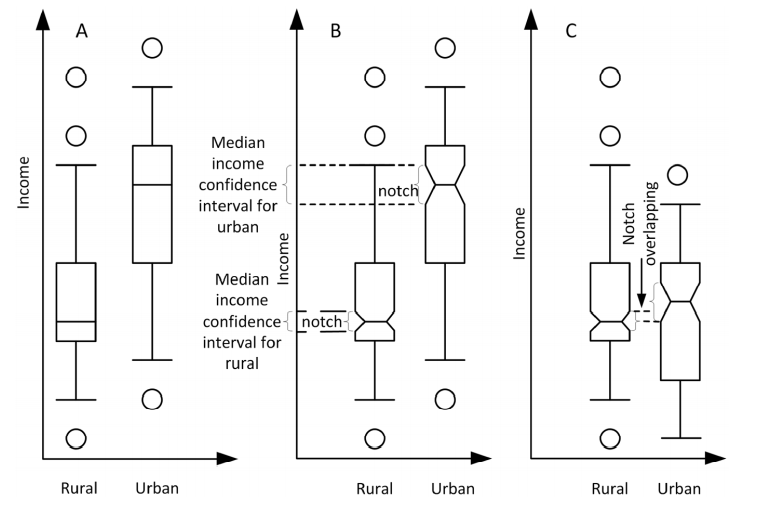 A
Income
Rural Urban
B
Median
income
confidence
interval for
urban
notch
Income
Median
income
confidence
interval for
rural
notch
Rural Urban
C
Income
Notch
overlapping
Rural Urban